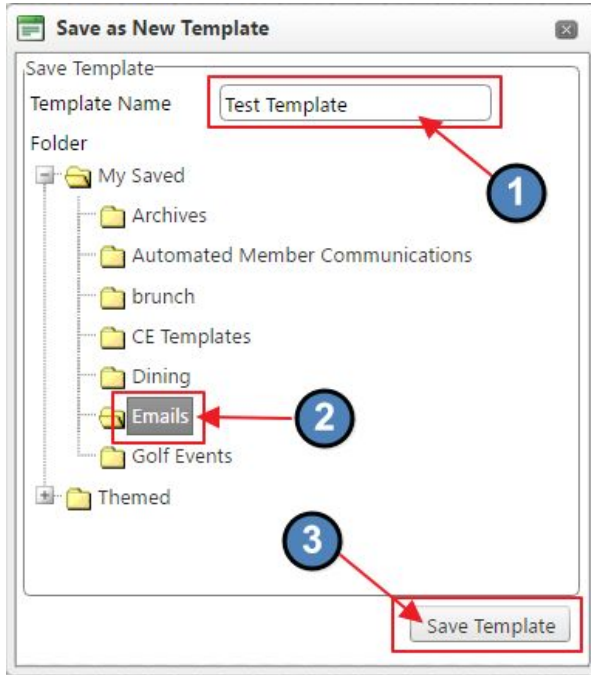 Save as New Template
Save Template
Template Name Test Template
1
Folder
My Saved
Archives
Automated Member Communications
brunch
CE Templates
Dining
Emails 2
Golf Events
Themed
3
Save Template